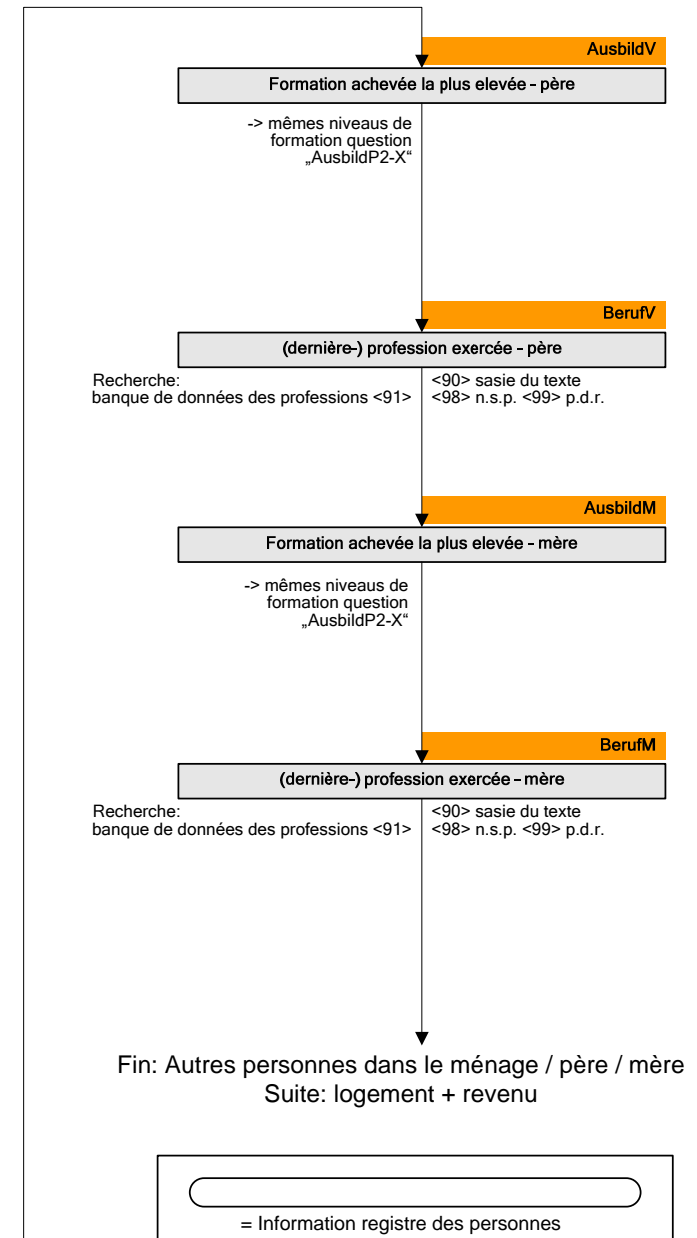 AusbildV
Formation achevée la plus elevée - père
-> mêmes niveaus de
formation question
„AusbildP2-X“
BerufV
(dernière-) profession exercée - père
Recherche:
banque de données des professions <91>
<90> sasie du texte
<98> n.s.p. <99> p.d.r.
AusbildM
Formation achevée la plus elevée - mère
-> mêmes niveaus de
formation question
„AusbildP2-X“
BerufM
(dernière-) profession exercée - mère
Recherche:
banque de données des professions <91>
<90> sasie du texte
<98> n.s.p. <99> p.d.r.
Fin: Autres personnes dans le ménage / père / mère
Suite: logement + revenu
= Information registre des personnes